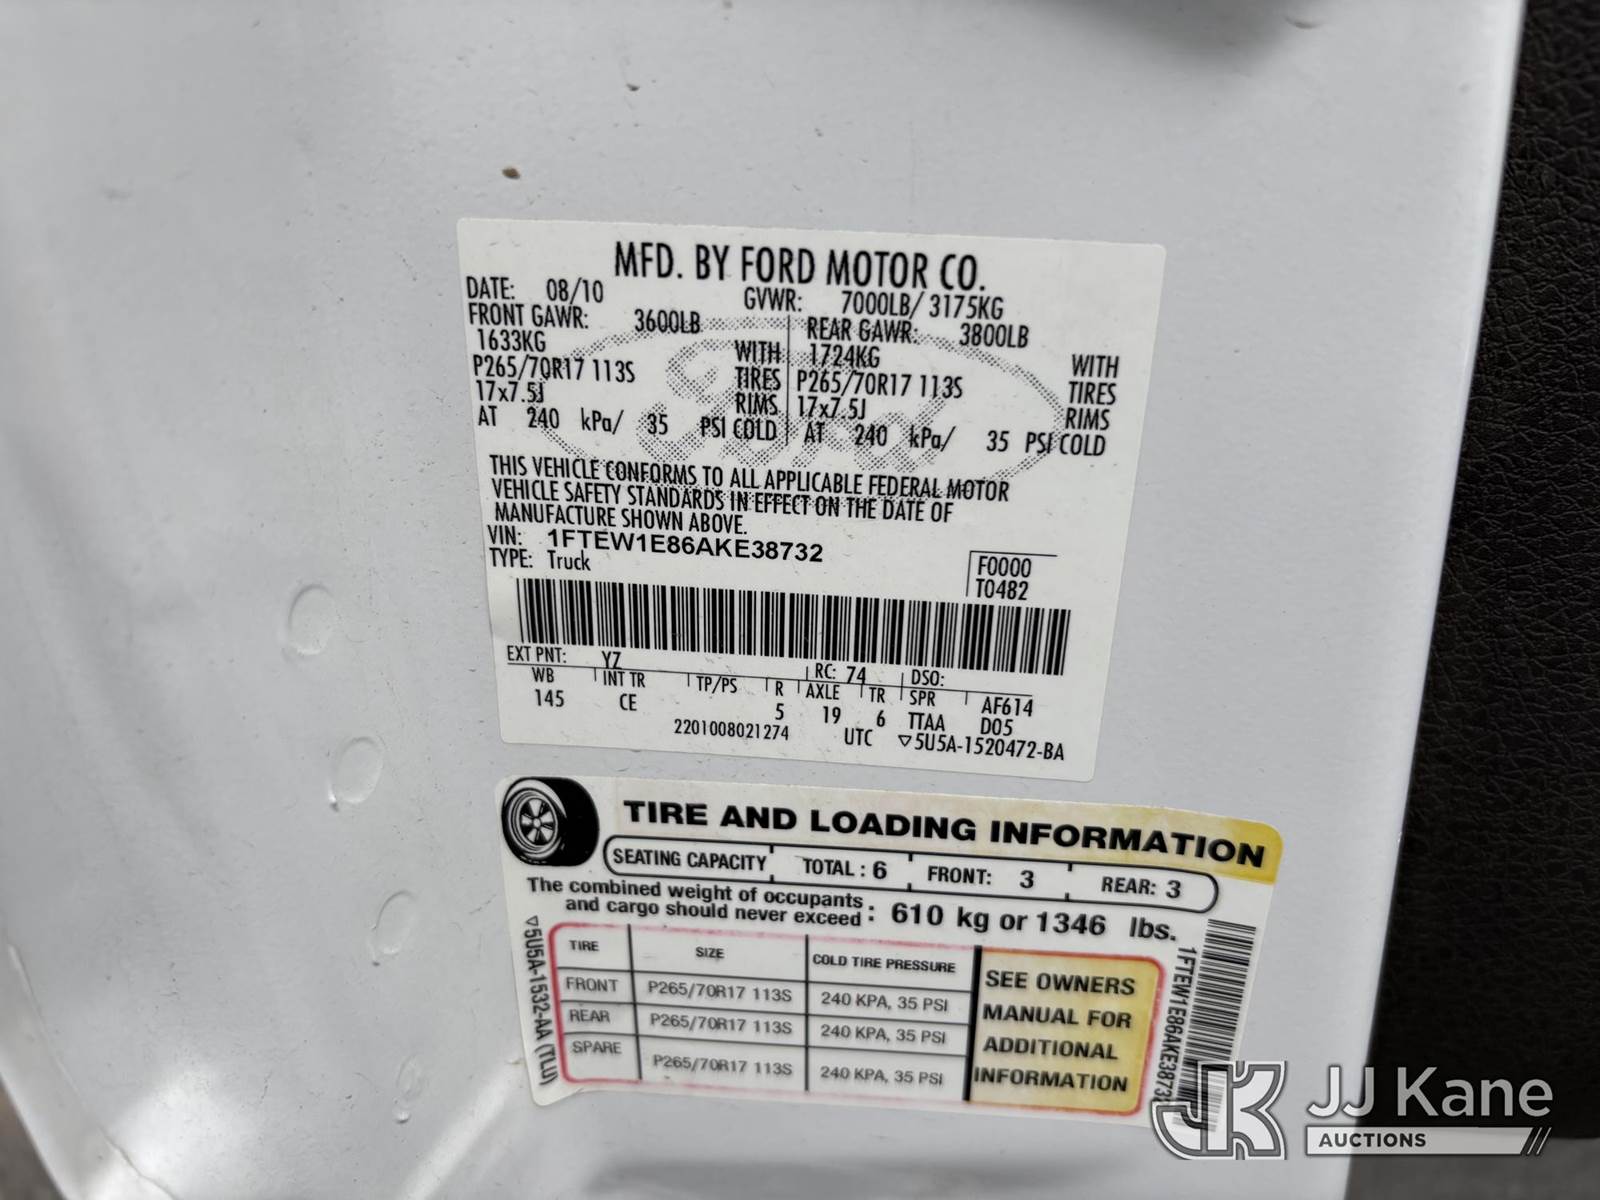 MFD. BY FORD MOTOR CO.
DATE: 08/10 GVWR: 7000LB/ 3175KG
FRONT GAWR: 3600LB REAR GAWR: 3800LB
1633KG WITH 1724KG WITH
P265/70R17 113S TIRES P265/70R17 113S TIRES
17x7.5J RIMS 17x7.5J RIMS
AT 240 kPa/ 35 PSI COLD AT 240 kPa/ 35 PSI COLD
Ford
THIS VEHICLE CONFORMS TO ALL APPLICABLE FEDERAL MOTOR
VEHICLE SAFETY STANDARDS IN EFFECT ON THE DATE OF
MANUFACTURE SHOWN ABOVE.
VIN: 1FTEW1E86AKE38732
TYPE: Truck
F0000
T0482
EXT PNT: YZ RC: 74 DSO:
WB INT TR TP/PS R AXLE TR SPR AF614
145 CE 5 19 6 TTAA D05
2201008021274 UTC ▽5U5A-1520472-BA
TIRE AND LOADING INFORMATION
SEATING CAPACITY TOTAL : 6 FRONT: 3 REAR: 3
The combined weight of occupants
and cargo should never exceed : 610 kg or 1346 lbs.
TIRE SIZE COLD TIRE PRESSURE
FRONT P265/70R17 113S 240 KPA, 35 PSI
REAR P265/70R17 113S 240 KPA, 35 PSI
SPARE P265/70R17 113S 240 KPA, 35 PSI
SEE OWNERS
MANUAL FOR
ADDITIONAL
INFORMATION
▽5U5A-1532-AA (TLU)
1FTEW1E86AKE3873
JK
JJ Kane
AUCTIONS